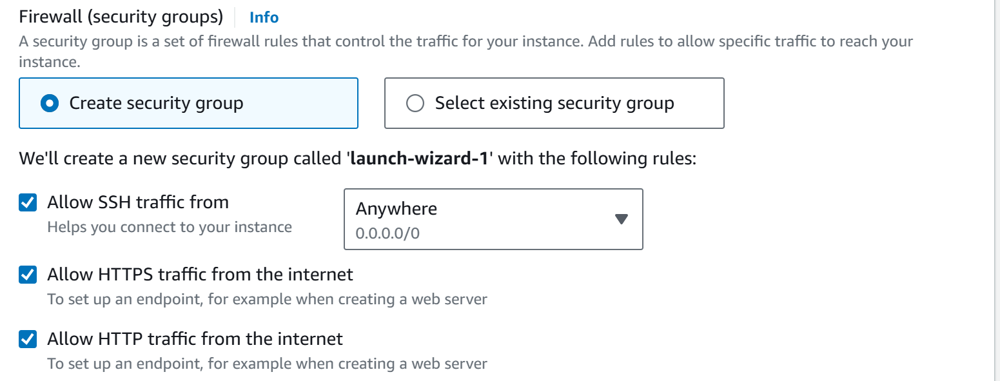 Firewall (security groups) Info
A security group is a set of firewall rules that control the traffic for your instance. Add rules to allow specific traffic to reach your
instance.
Create security group Select existing security group
We'll create a new security group called 'launch-wizard-1' with the following rules:
Allow SSH traffic from Anywhere
Helps you connect to your instance 0.0.0.0/0
Allow HTTPS traffic from the internet
To set up an endpoint, for example when creating a web server
Allow HTTP traffic from the internet
To set up an endpoint, for example when creating a web server